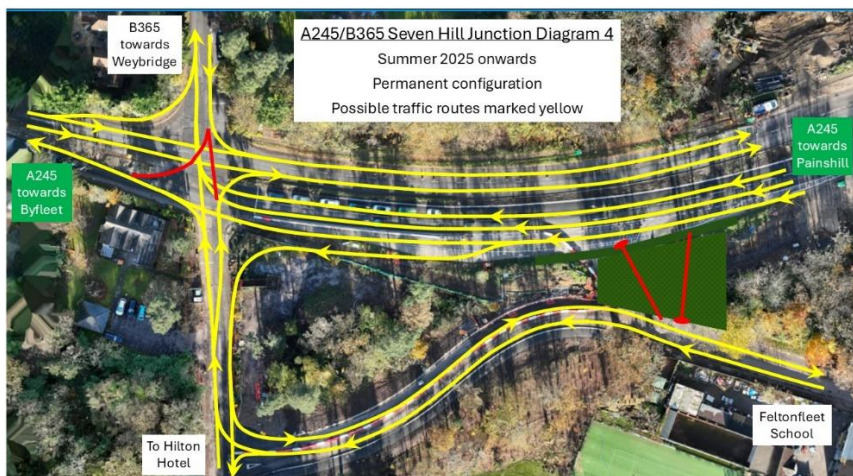 A245/B365 Seven Hill Junction Diagram 4
Summer 2025 onwards
Permanent configuration
Possible traffic routes marked yellow
B365
towards
Weybridge
A245
towards
Painshill
A245
towards
Byfleet
To Hilton
Hotel
Feltonfleet
School